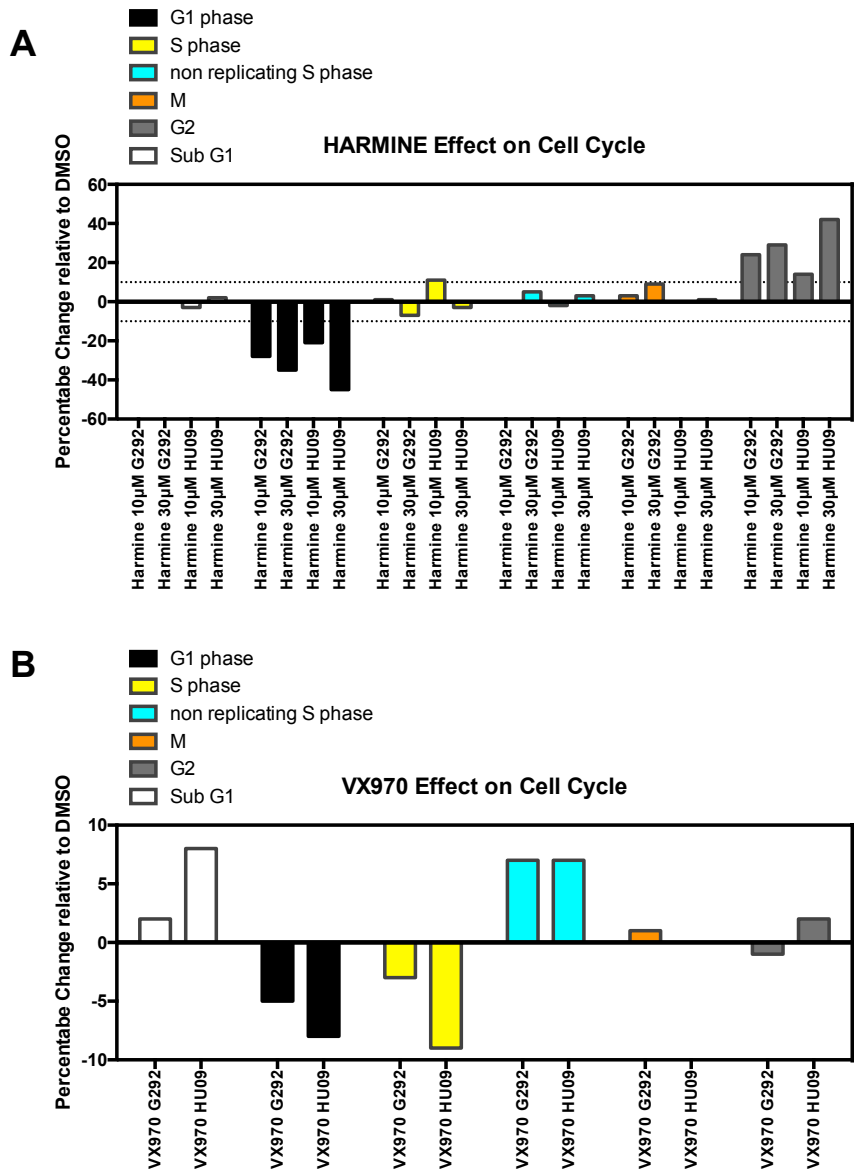 A
G1 phase
S phase
non replicating S phase
M
G2
Sub G1
HARMINE Effect on Cell Cycle
Percentabe Change relative to DMSO
60
40
20
0
-20
-40
-60
Harmine 10μM G292
Harmine 30μM G292
Harmine 10μM HU09
Harmine 30μM HU09
Harmine 10μM G292
Harmine 30μM G292
Harmine 10μM HU09
Harmine 30μM HU09
Harmine 10μM G292
Harmine 30μM G292
Harmine 10μM HU09
Harmine 30μM HU09
Harmine 10μM G292
Harmine 30μM G292
Harmine 10μM HU09
Harmine 30μM HU09
Harmine 10μM G292
Harmine 30μM G292
Harmine 10μM HU09
Harmine 30μM HU09
Harmine 10μM G292
Harmine 30μM G292
Harmine 10μM HU09
Harmine 30μM HU09
B
G1 phase
S phase
non replicating S phase
M
G2
Sub G1
VX970 Effect on Cell Cycle
Percentabe Change relative to DMSO
10
5
0
-5
-10
VX970 G292
VX970 HU09
VX970 G292
VX970 HU09
VX970 G292
VX970 HU09
VX970 G292
VX970 HU09
VX970 G292
VX970 HU09
VX970 G292
VX970 HU09